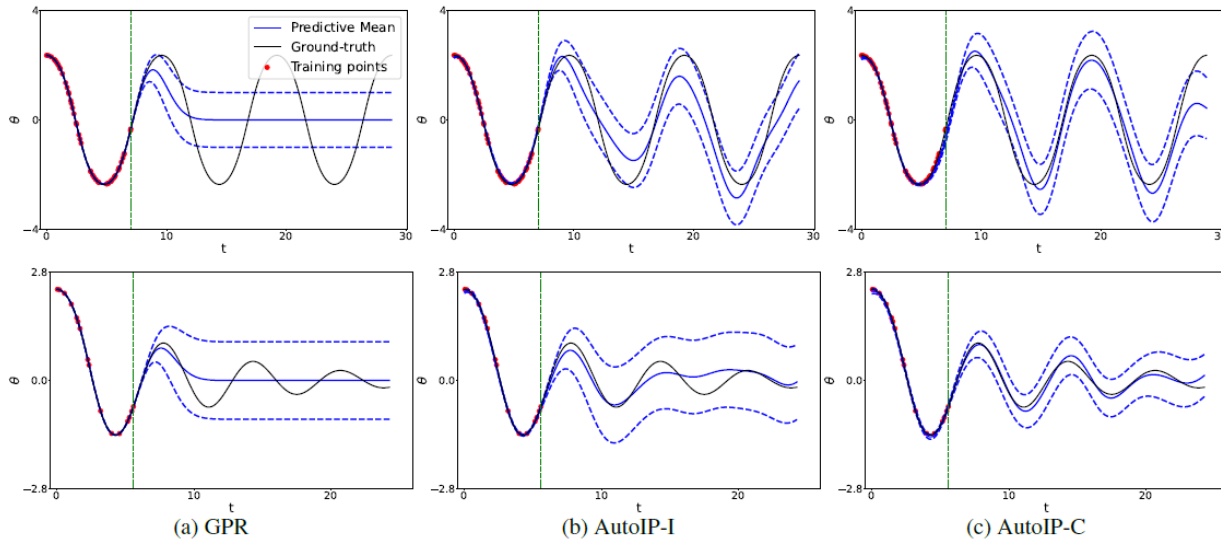 4
0
−4
θ
0
10
20
30
t
Predictive Mean
Ground-truth
Training points
4
0
−4
θ
0
10
20
30
t
4
0
−4
θ
0
10
20
t
2.8
0.0
−2.8
θ
0
10
20
t
2.8
0.0
−2.8
θ
0
10
20
t
2.8
0.0
−2.8
θ
0
10
20
t
(a) GPR
(b) AutoIP-I
(c) AutoIP-C